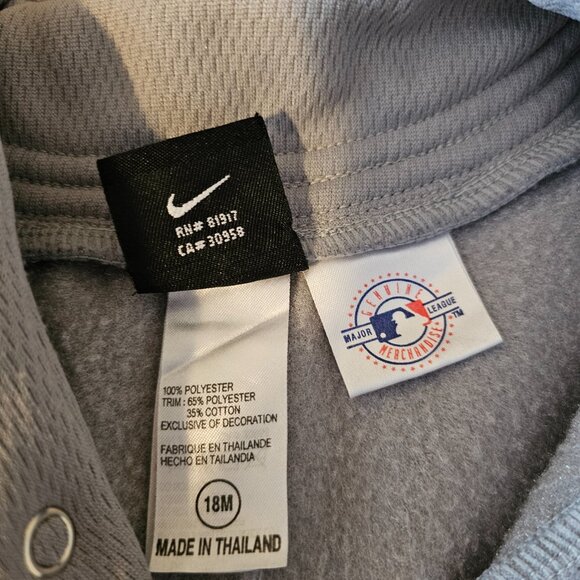 RN# 81917
CA# 30958
GENUINE
MAJOR LEAGUE
MERCHANDISE
TM
100% POLYESTER
TRIM : 65% POLYESTER
35% COTTON
EXCLUSIVE OF DECORATION
FABRIQUE EN THAILANDE
HECHO EN TAILANDIA
18M
MADE IN THAILAND